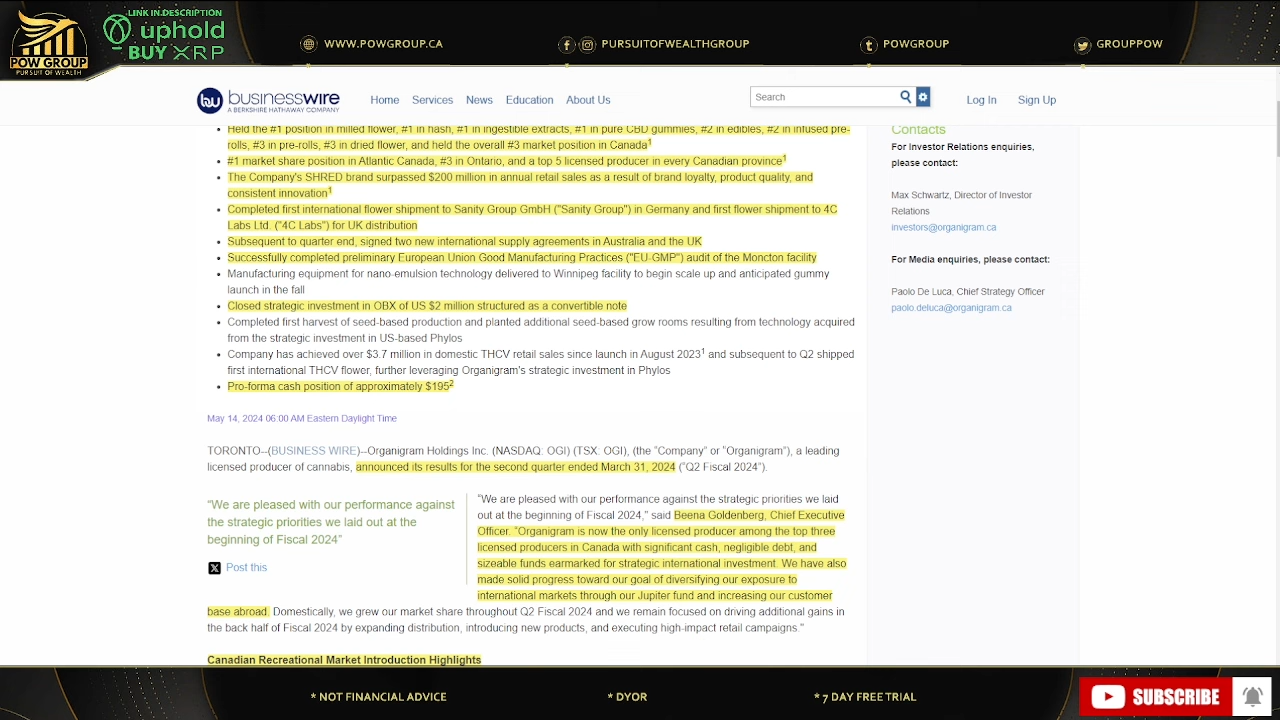 LINK IN DESCRIPTION
uphold
BUY XRP
POW GROUP
PURSUIT OF WEALTH
WWW.POWGROUP.CA
PURSUITOFWEALTHGROUP
POWGROUP
GROUPPOW
businesswire
A BERKSHIRE HATHAWAY COMPANY
Home Services News Education About Us
Search
Log In Sign Up
• Held the #1 position in milled flower, #1 in hash, #1 in ingestible extracts, #1 in pure CBD gummies, #2 in edibles, #2 in infused pre-
rolls, #3 in pre-rolls, #3 in dried flower, and held the overall #3 market position in Canada¹
• #1 market share position in Atlantic Canada, #3 in Ontario, and a top 5 licensed producer in every Canadian province¹
• The Company's SHRED brand surpassed $200 million in annual retail sales as a result of brand loyalty, product quality, and
consistent innovation¹
• Completed first international flower shipment to Sanity Group GmbH ("Sanity Group") in Germany and first flower shipment to 4C
Labs Ltd. ("4C Labs") for UK distribution
• Subsequent to quarter end, signed two new international supply agreements in Australia and the UK
• Successfully completed preliminary European Union Good Manufacturing Practices ("EU-GMP") audit of the Moncton facility
• Manufacturing equipment for nano-emulsion technology delivered to Winnipeg facility to begin scale up and anticipated gummy
launch in the fall
• Closed strategic investment in OBX of US $2 million structured as a convertible note
• Completed first harvest of seed-based production and planted additional seed-based grow rooms resulting from technology acquired
from the strategic investment in US-based Phylos
• Company has achieved over $3.7 million in domestic THCV retail sales since launch in August 2023¹ and subsequent to Q2 shipped
first international THCV flower, further leveraging Organigram's strategic investment in Phylos
• Pro-forma cash position of approximately $195²
May 14, 2024 06:00 AM Eastern Daylight Time
TORONTO--(BUSINESS WIRE)--Organigram Holdings Inc. (NASDAQ: OGI) (TSX: OGI), (the "Company" or "Organigram"), a leading
licensed producer of cannabis, announced its results for the second quarter ended March 31, 2024 ("Q2 Fiscal 2024").
"We are pleased with our performance against
the strategic priorities we laid out at the
beginning of Fiscal 2024"
Post this
"We are pleased with our performance against the strategic priorities we laid
out at the beginning of Fiscal 2024," said Beena Goldenberg, Chief Executive
Officer. "Organigram is now the only licensed producer among the top three
licensed producers in Canada with significant cash, negligible debt, and
sizeable funds earmarked for strategic international investment. We have also
made solid progress toward our goal of diversifying our exposure to
international markets through our Jupiter fund and increasing our customer
base abroad. Domestically, we grew our market share throughout Q2 Fiscal 2024 and we remain focused on driving additional gains in
the back half of Fiscal 2024 by expanding distribution, introducing new products, and executing high-impact retail campaigns."
Canadian Recreational Market Introduction Highlights
Contacts
For Investor Relations enquiries,
please contact:
Max Schwartz, Director of Investor
Relations
investors@organigram.ca
For Media enquiries, please contact:
Paolo De Luca, Chief Strategy Officer
paolo.deluca@organigram.ca
* NOT FINANCIAL ADVICE
* DYOR
* 7 DAY FREE TRIAL
SUBSCRIBE